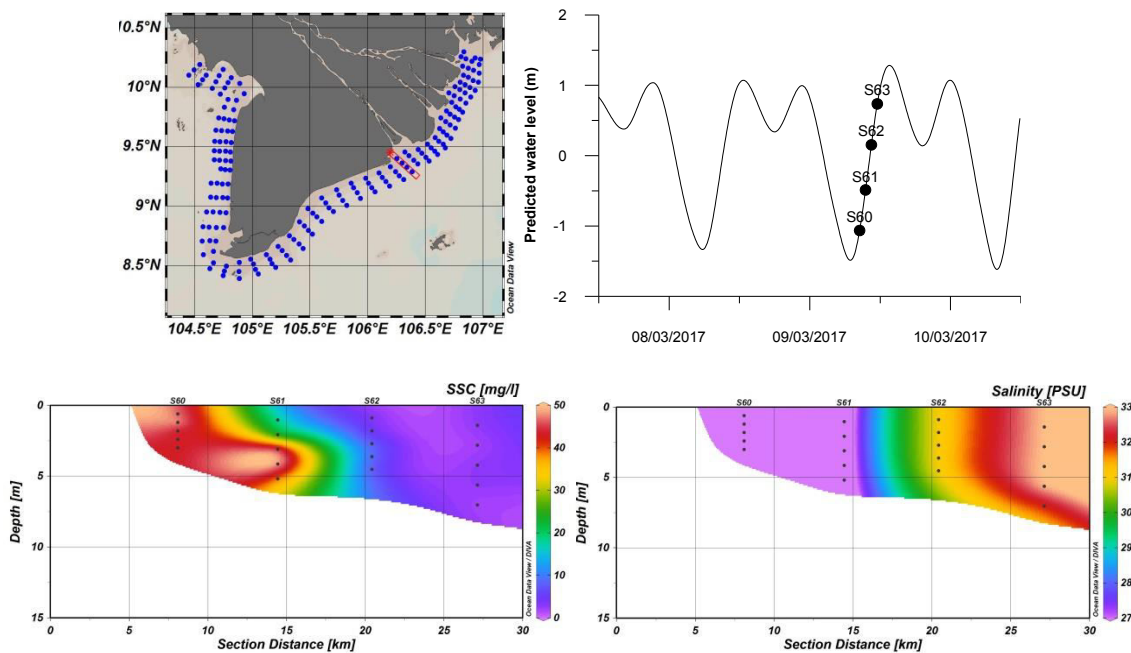 10.5°N
10°N
9.5°N
9°N
8.5°N
104.5°E 105°E 105.5°E 106°E 106.5°E 107°E
Ocean Data View
Predicted water level (m)
2
1
0
-1
-2
S63
S62
S61
S60
08/03/2017 09/03/2017 10/03/2017
SSC [mg/l]
S60 S61 S62 S63
0
5
10
15
Depth [m]
0 5 10 15 20 25 30
Section Distance [km]
50
40
30
20
10
0
Ocean Data View / DIVA
Salinity [PSU]
S60 S61 S62 S63
0
5
10
15
Depth [m]
0 5 10 15 20 25 30
Section Distance [km]
33
32
31
30
29
28
27
Ocean Data View / DIVA